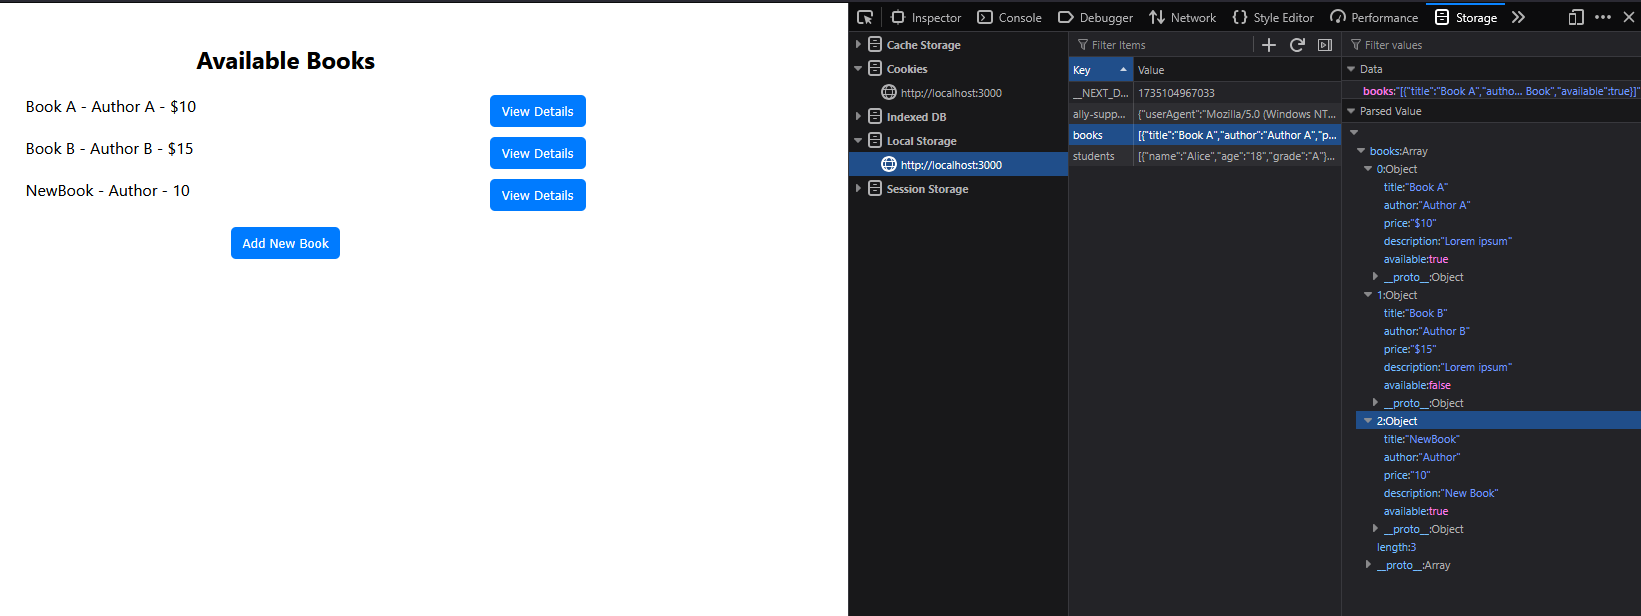 Available Books
Book A - Author A - $10
View Details
Book B - Author B - $15
View Details
NewBook - Author - 10
View Details
Add New Book
Inspector Console Debugger Network Style Editor Performance Storage
Cache Storage
Cookies
http://localhost:3000
Indexed DB
Local Storage
http://localhost:3000
Session Storage
Filter Items
Key Value
__NEXT_D... 1735104967033
ally-supp... {"userAgent":"Mozilla/5.0 (Windows NT...
books [{"title":"Book A","author":"Author A","p...
students [{"name":"Alice","age":"18","grade":"A"}...
Filter values
Data
books:"[{"title":"Book A","autho... Book","available":true}]"
Parsed Value
books:Array
0:Object
title:"Book A"
author:"Author A"
price:"$10"
description:"Lorem ipsum"
available:true
__proto__:Object
1:Object
title:"Book B"
author:"Author B"
price:"$15"
description:"Lorem ipsum"
available:false
__proto__:Object
2:Object
title:"NewBook"
author:"Author"
price:"10"
description:"New Book"
available:true
__proto__:Object
length:3
__proto__:Array